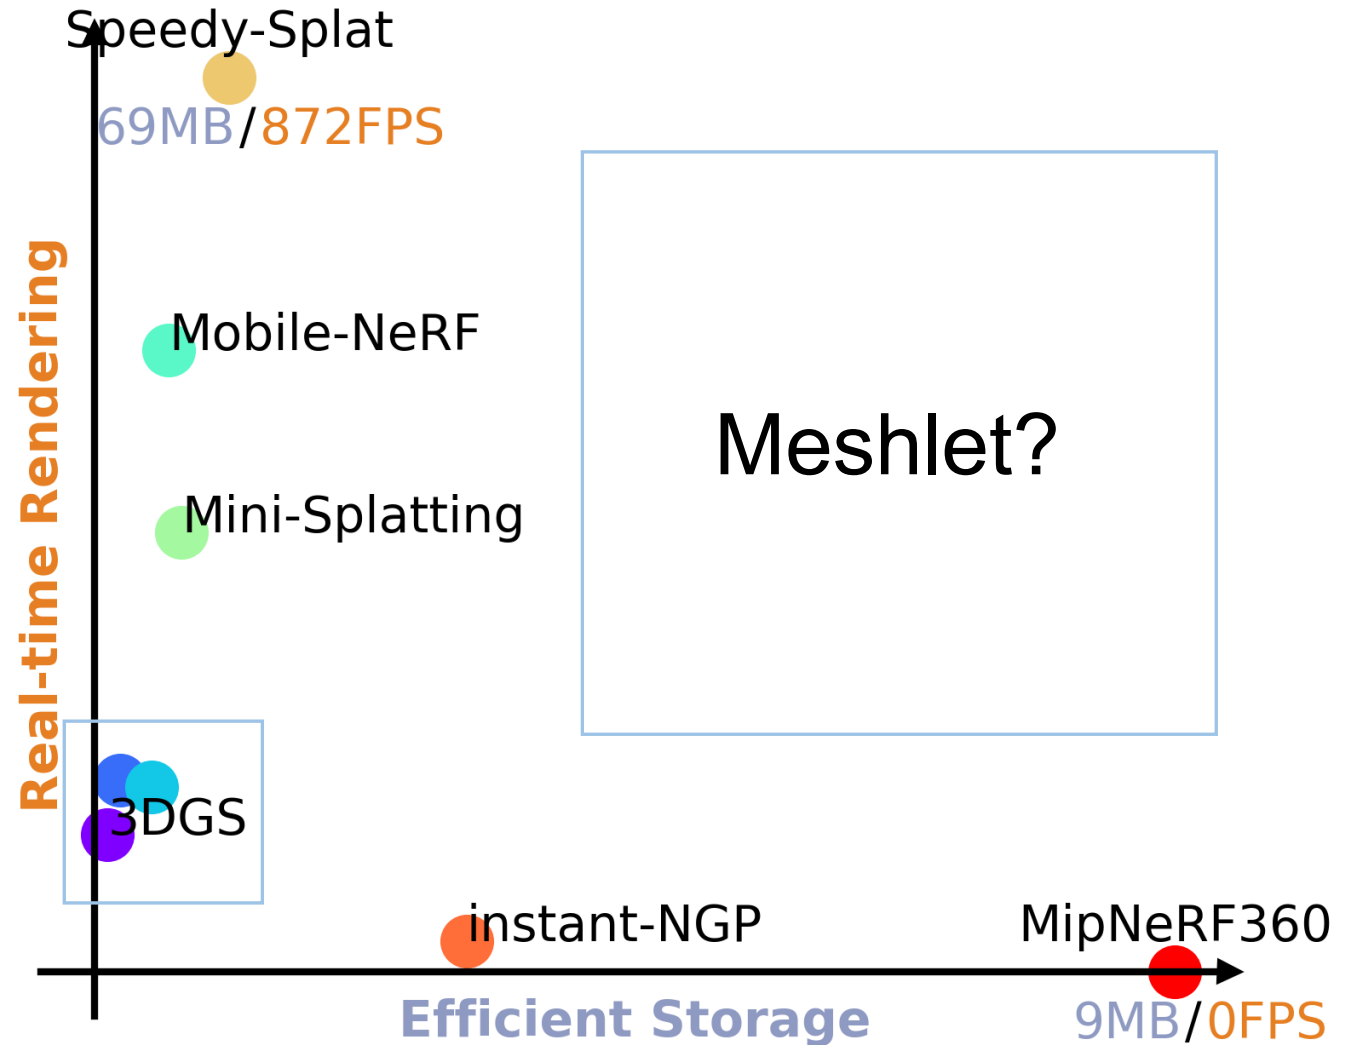 Speedy-Splat
69MB/872FPS
Real-time Rendering
Mobile-NeRF
Meshlet?
Mini-Splatting
3DGS
instant-NGP
MipNeRF360
Efficient Storage
9MB/0FPS